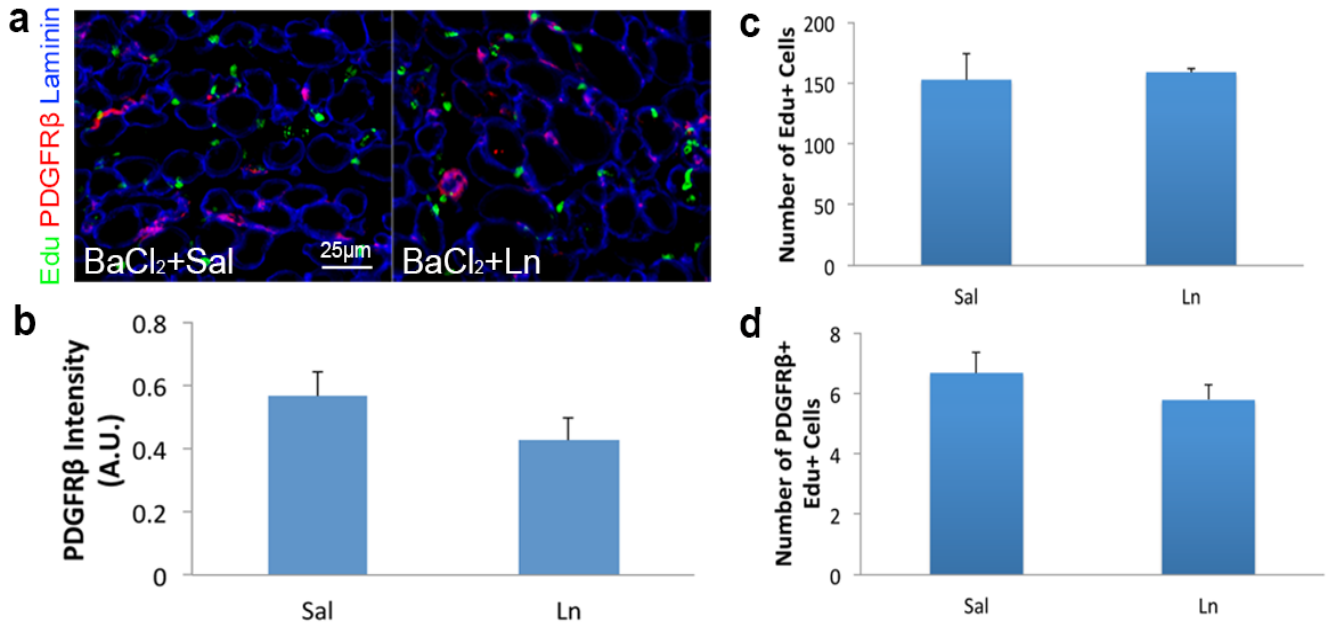 a
Edu PDGFRβ Laminin
BaCl₂+Sal
25µm
BaCl₂+Ln
b
PDGFRβ Intensity
(A.U.)
0.8
0.6
0.4
0.2
0
Sal Ln
c
Number of Edu+ Cells
200
150
100
50
0
Sal Ln
d
Number of PDGFRβ+
Edu+ Cells
8
6
4
2
0
Sal Ln